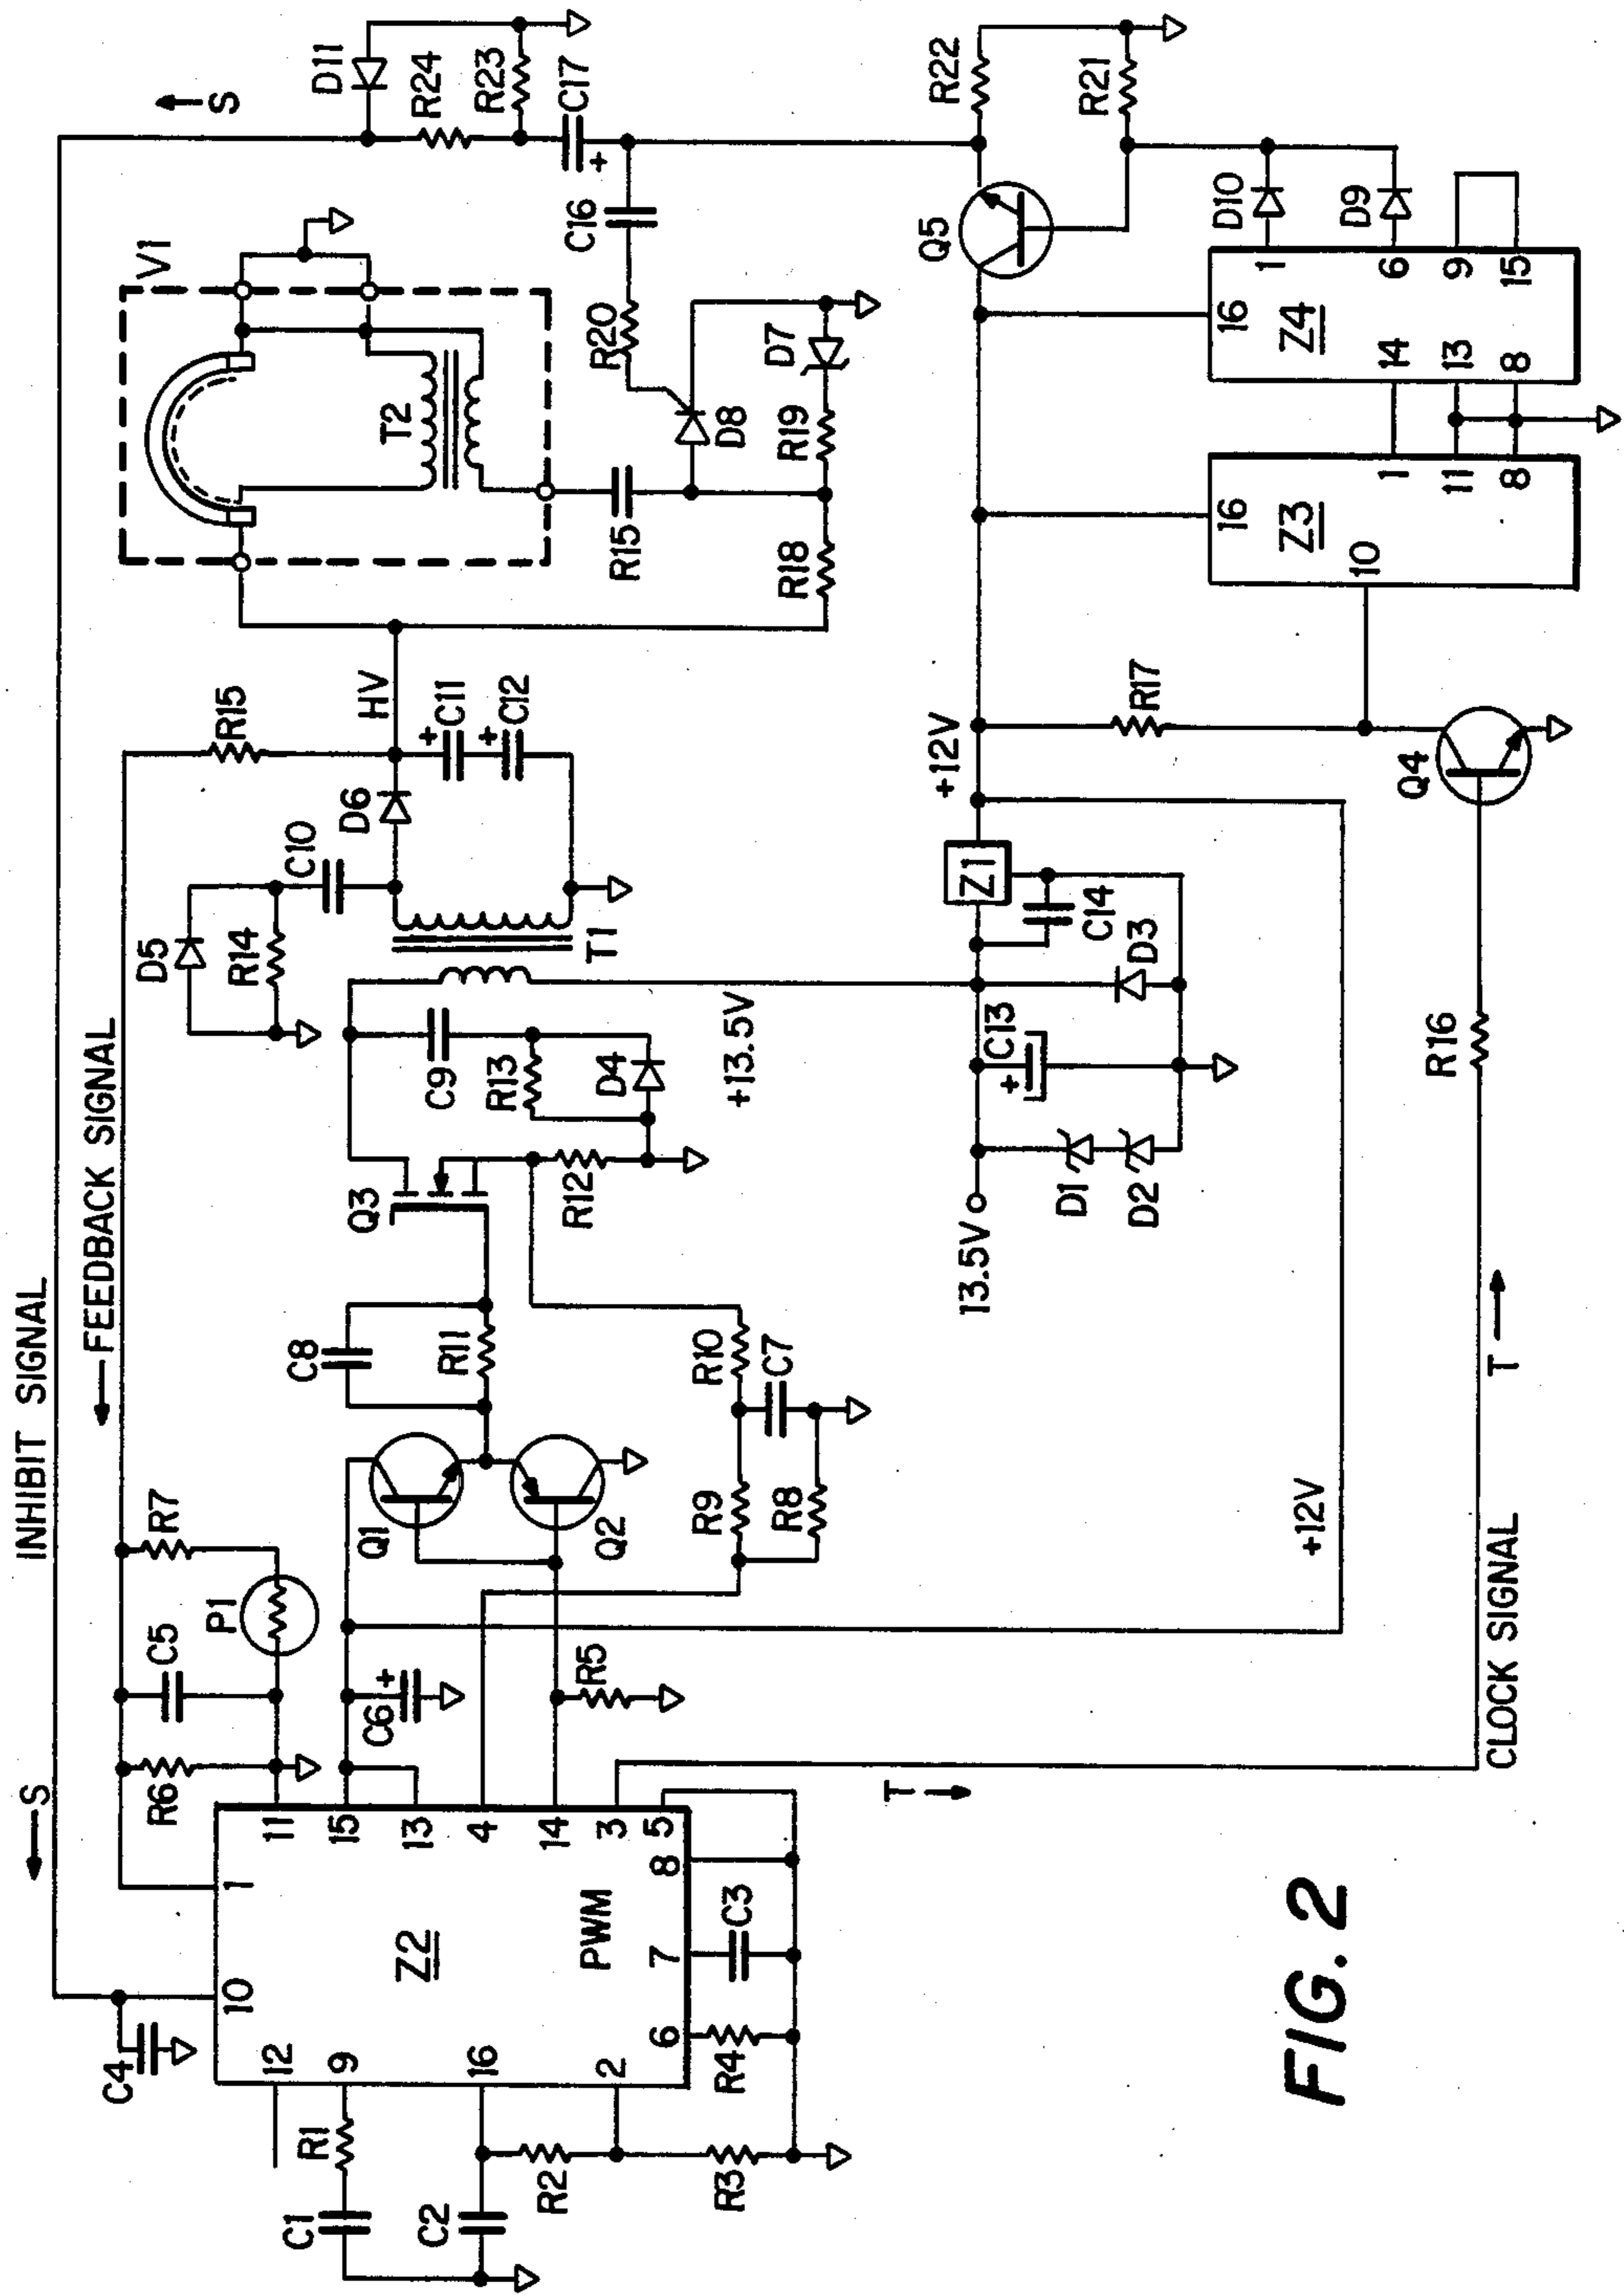 INHIBIT SIGNAL
S
S
FEEDBACK SIGNAL
C4
R6
C5
R7
P1
D5
R14
C10
R15
V1
D11
R24
R23
C17
10
1
12
9
16
2
11
15
13
4
14
3
5
6
7
8
Z2
PWM
C1
R1
C2
R2
R3
R4
C3
C6
R5
Q1
Q2
C8
R11
R9
R8
R10
C7
Q3
R12
C9
R13
D4
T1
D6
HV
C11
C12
T2
R15
R18
R19
D7
D8
R20
C16
+13.5V
13.5V
D1
D2
C13
D3
C14
Z1
+12V
Q5
R22
R21
R17
16
Z3
10
1
11
8
16
Z4
14
13
8
1
6
9
15
D10
D9
Q4
R16
+12V
T
T
CLOCK SIGNAL
FIG. 2